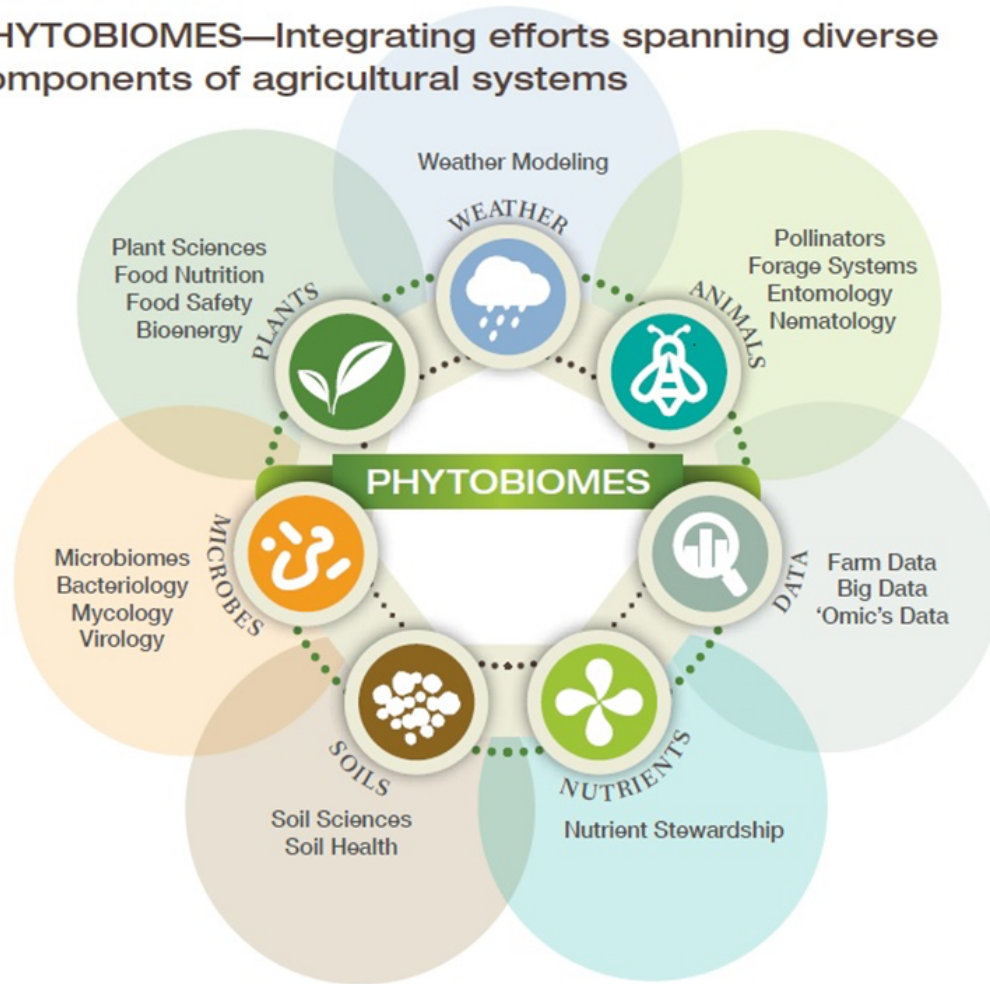 HYTOBIOMES—Integrating efforts spanning diverse
omponents of agricultural systems
Weather Modeling
WEATHER
Plant Sciences
Food Nutrition
Food Safety
Bioenergy
PLANTS
Pollinators
Forage Systems
Entomology
Nematology
ANIMALS
PHYTOBIOMES
Microbiomes
Bacteriology
Mycology
Virology
MICROBES
DATA
Farm Data
Big Data
‘Omic’s Data
SOILS
Soil Sciences
Soil Health
NUTRIENTS
Nutrient Stewardship